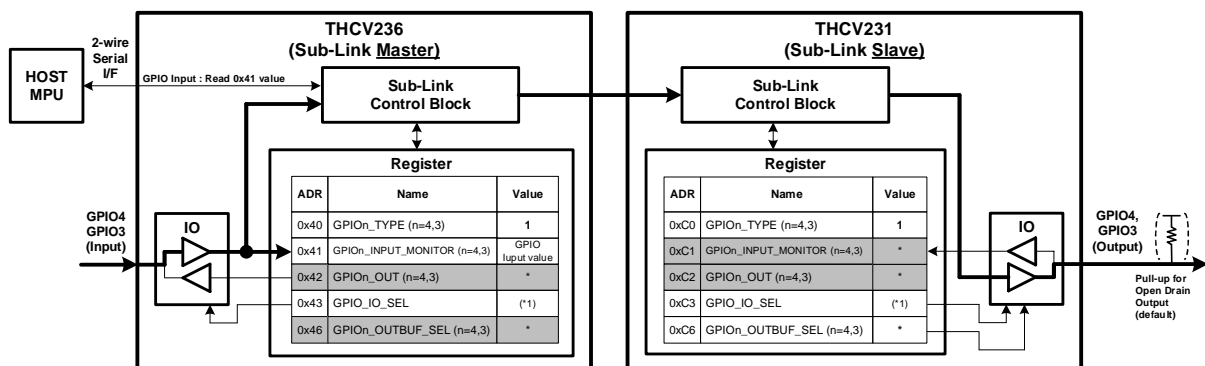 THCV236
(Sub-Link Master)
THCV231
(Sub-Link Slave)
2-wire
Serial
I/F
HOST
MPU
GPIO Input : Read 0x41 value
Sub-Link
Control Block
Sub-Link
Control Block
Register
ADR Name Value
0x40 GPIOn_TYPE (n=4,3) 1
0x41 GPIOn_INPUT_MONITOR (n=4,3) GPIO
Iuput value
0x42 GPIOn_OUT (n=4,3) *
0x43 GPIO_IO_SEL (*1)
0x46 GPIOn_OUTBUF_SEL (n=4,3) *
GPIO4
GPIO3
(Input)
IO
Register
ADR Name Value
0xC0 GPIOn_TYPE (n=4,3) 1
0xC1 GPIOn_INPUT_MONITOR (n=4,3) *
0xC2 GPIOn_OUT (n=4,3) *
0xC3 GPIO_IO_SEL (*1)
0xC6 GPIOn_OUTBUF_SEL (n=4,3) *
IO
GPIO4,
GPIO3
(Output)
Pull-up for
Open Drain
Output
(default)